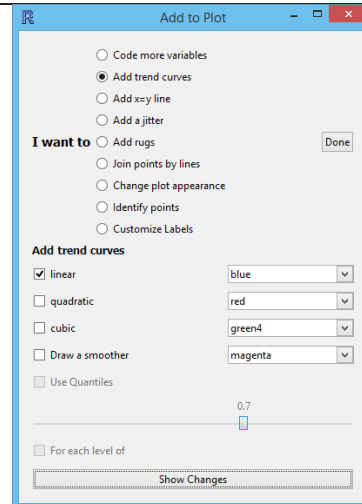 R
Add to Plot
Code more variables
Add trend curves
Add x=y line
Add a jitter
I want to
Add rugs
Done
Join points by lines
Change plot appearance
Identify points
Customize Labels
Add trend curves
linear
blue
quadratic
red
cubic
green4
Draw a smoother
magenta
Use Quantiles
0.7
For each level of
Show Changes